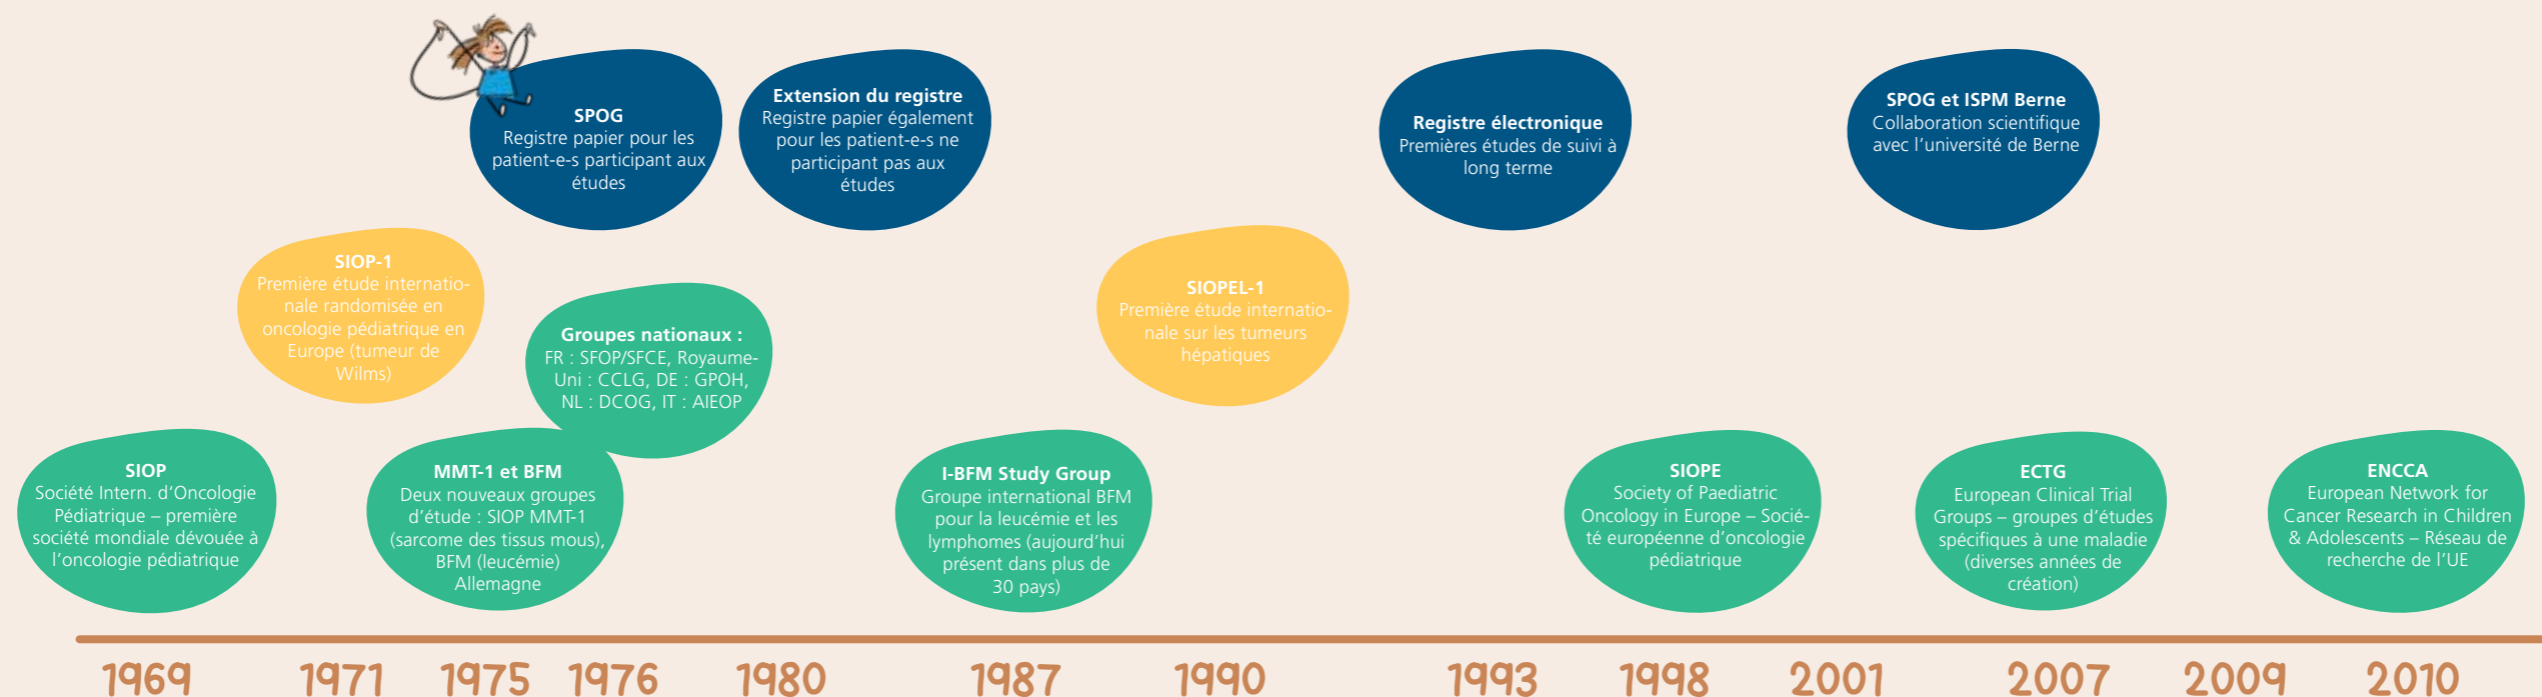 SPOG
Registre papier pour les
patient-e-s participant aux
études
Extension du registre
Registre papier également
pour les patient-e-s ne
participant pas aux
études
Registre électronique
Premières études de suivi à
long terme
SPOG et ISPM Berne
Collaboration scientifique
avec l'université de Berne
SIOP-1
Première étude internatio-
nale randomisée en
oncologie pédiatrique en
Europe (tumeur de
Wilms)
Groupes nationaux :
FR : SFOP/SFCE, Royaume-
Uni : CCLG, DE : GPOH,
NL : DCOG, IT : AIEOP
SIOPEL-1
Première étude internatio-
nale sur les tumeurs
hépatiques
SIOP
Société Intern. d'Oncologie
Pédiatrique – première
société mondiale dévouée à
l'oncologie pédiatrique
MMT-1 et BFM
Deux nouveaux groupes
d'étude : SIOP MMT-1
(sarcome des tissus mous),
BFM (leucémie)
Allemagne
I-BFM Study Group
Groupe international BFM
pour la leucémie et les
lymphomes (aujourd'hui
présent dans plus de
30 pays)
SIOPE
Society of Paediatric
Oncology in Europe – Socié-
té européenne d'oncologie
pédiatrique
ECTG
European Clinical Trial
Groups – groupes d'études
spécifiques à une maladie
(diverses années de
création)
ENCCA
European Network for
Cancer Research in Children
& Adolescents – Réseau de
recherche de l'UE
1969 1971 1975 1976 1980 1987 1990 1993 1998 2001 2007 2009 2010